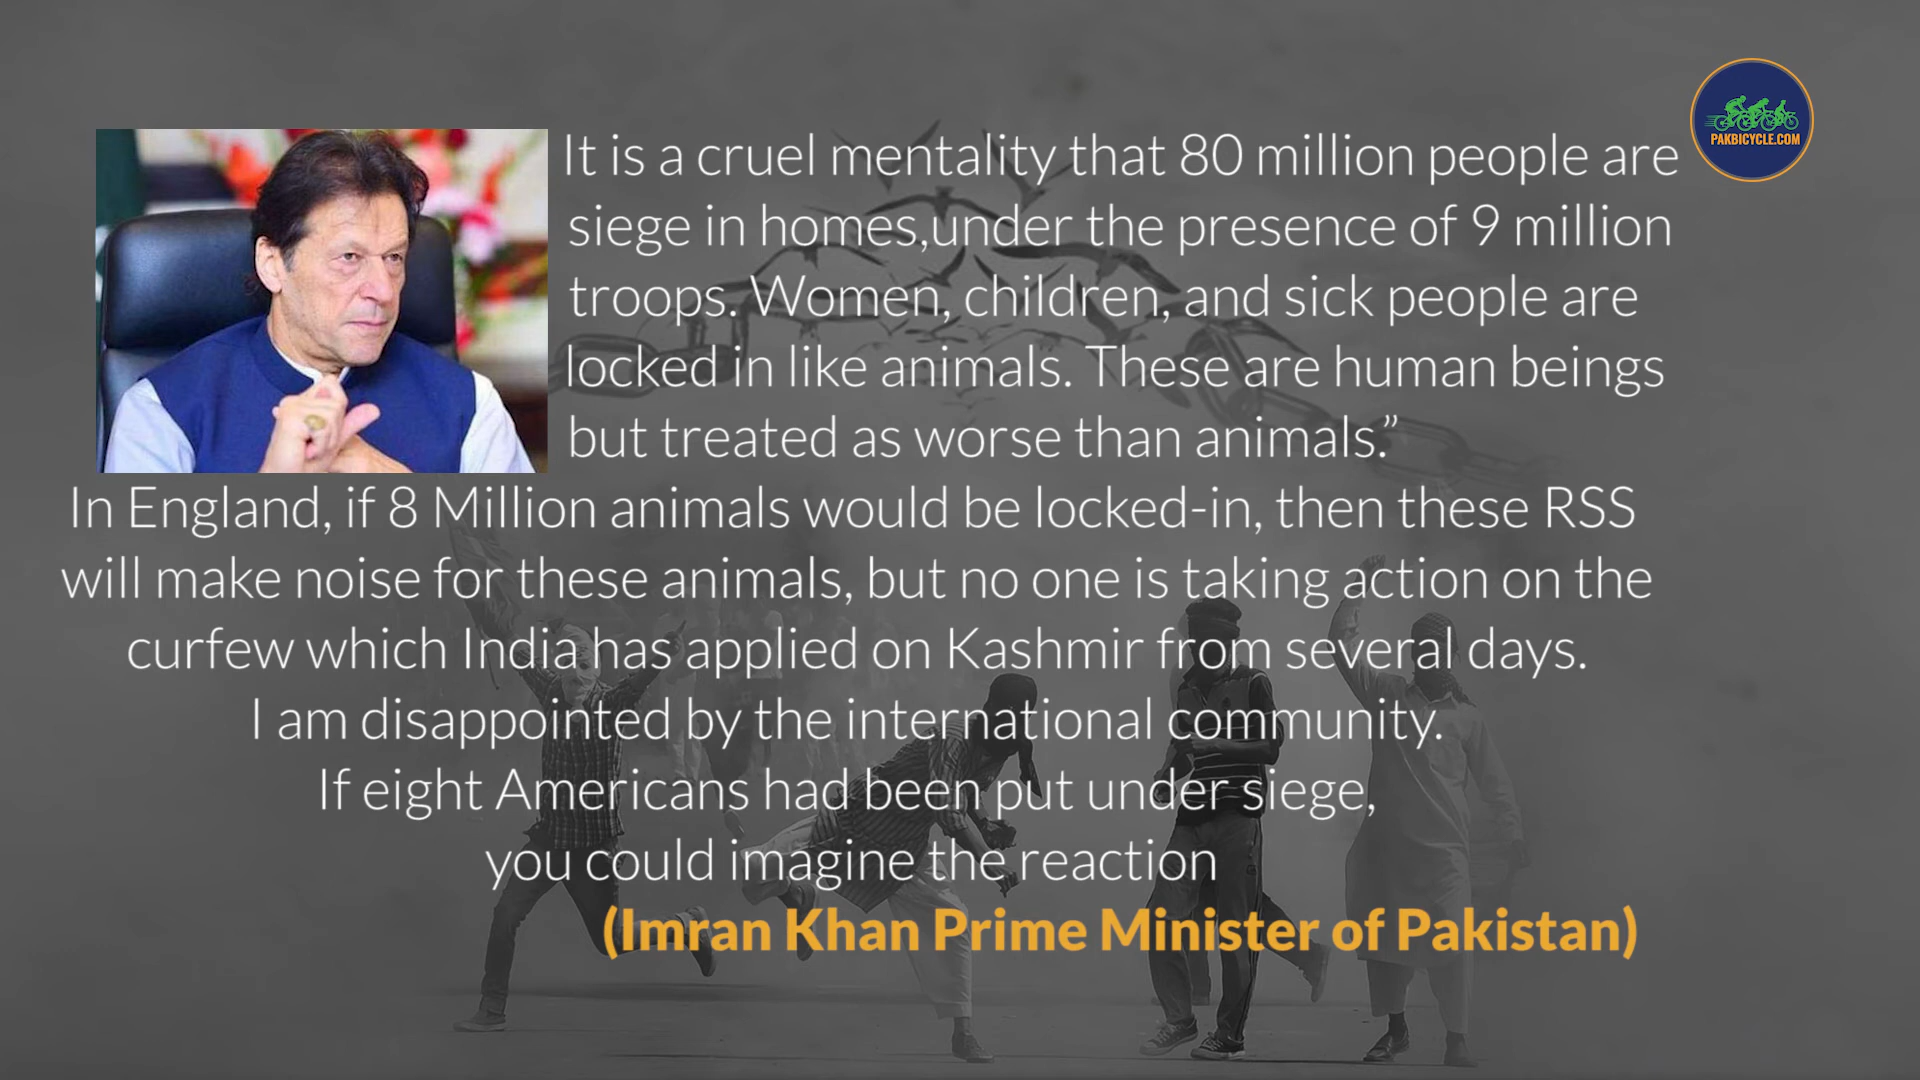 PAKBICYCLE.COM
It is a cruel mentality that 80 million people are
siege in homes,under the presence of 9 million
troops. Women, children, and sick people are
locked in like animals. These are human beings
but treated as worse than animals.”
In England, if 8 Million animals would be locked-in, then these RSS
will make noise for these animals, but no one is taking action on the
curfew which India has applied on Kashmir from several days.
I am disappointed by the international community.
If eight Americans had been put under siege,
you could imagine the reaction
(Imran Khan Prime Minister of Pakistan)